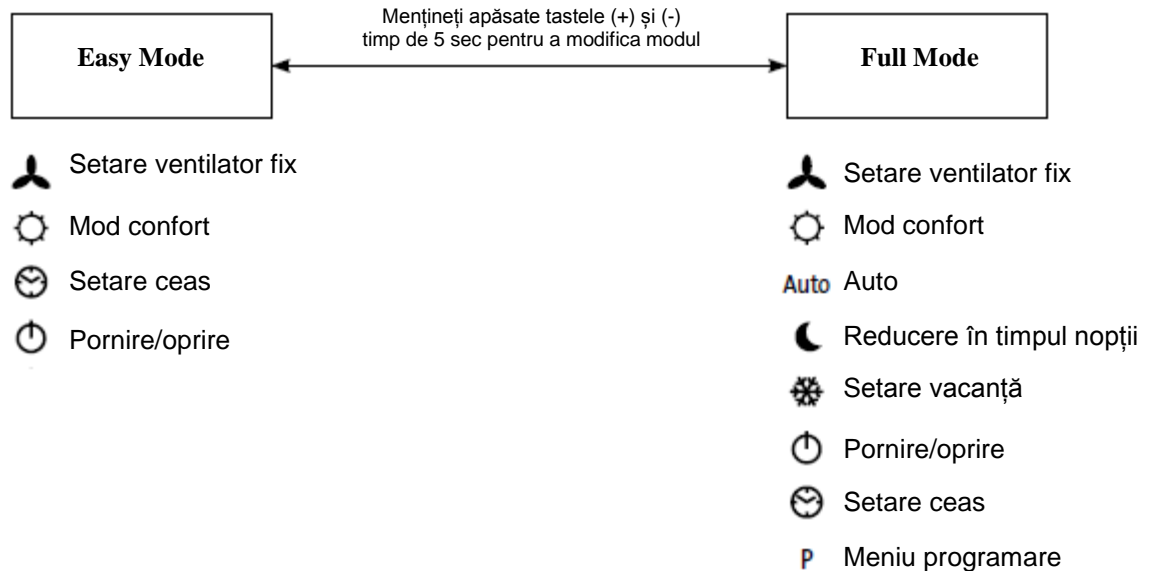 Mențineți apăsate tastele (+) și (-)
timp de 5 sec pentru a modifica modul
Easy Mode
Full Mode
Setare ventilator fix
Mod confort
Setare ceas
Pornire/oprire
Setare ventilator fix
Mod confort
Auto Auto
Reducere în timpul nopții
Setare vacanță
Pornire/oprire
Setare ceas
P Meniu programare